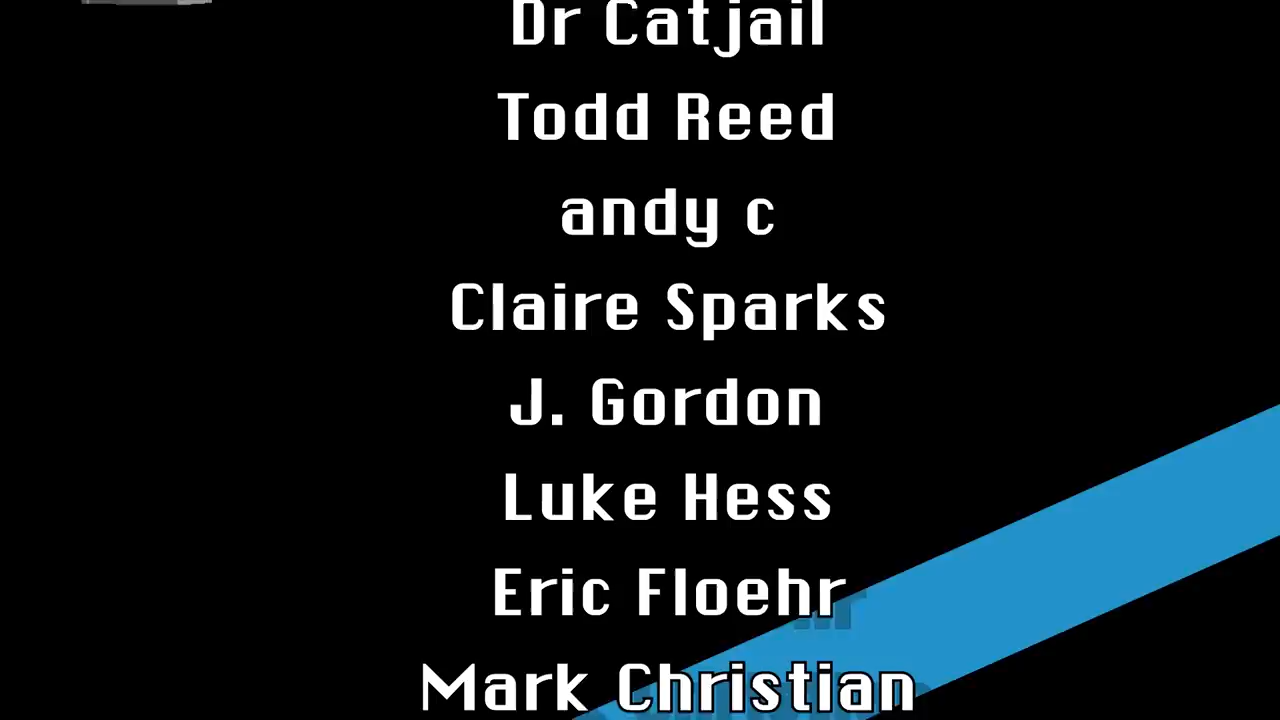 Dr Catjail
Todd Reed
andy c
Claire Sparks
J. Gordon
Luke Hess
Eric Floehr
Mark Christian